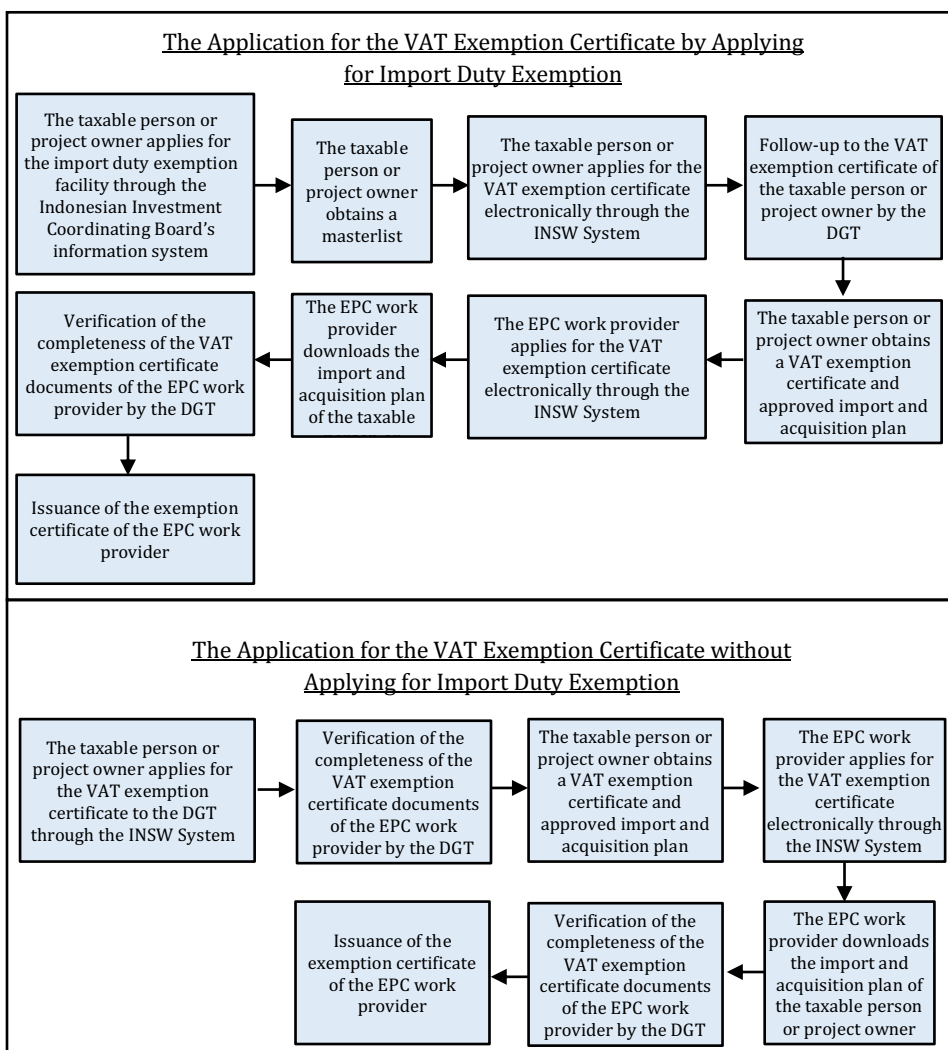 The Application for the VAT Exemption Certificate by Applying
for Import Duty Exemption
The taxable person or
project owner applies for
the import duty exemption
facility through the
Indonesian Investment
Coordinating Board's
information system
The taxable
person or
project owner
obtains a
masterlist
The taxable person or
project owner applies for the
VAT exemption certificate
electronically through the
INSW System
Follow-up to the VAT
exemption certificate of
the taxable person or
project owner by the
DGT
The taxable person or
project owner obtains
a VAT exemption
certificate and
approved import and
acquisition plan
The EPC work provider
applies for the VAT
exemption certificate
electronically through the
INSW System
The EPC work
provider
downloads the
import and
acquisition plan
of the taxable
Verification of the
completeness of the VAT
exemption certificate
documents of the EPC work
provider by the DGT
Issuance of the exemption
certificate of the EPC work
provider
The Application for the VAT Exemption Certificate without
Applying for Import Duty Exemption
The taxable person or
project owner applies for
the VAT exemption
certificate to the DGT
through the INSW System
Verification of the
completeness of the
VAT exemption
certificate documents
of the EPC work
provider by the DGT
The taxable person or
project owner obtains
a VAT exemption
certificate and
approved import and
acquisition plan
The EPC work
provider applies for
the VAT exemption
certificate
electronically through
the INSW System
The EPC work
provider downloads
the import and
acquisition plan of
the taxable person
or project owner
Verification of the
completeness of the
VAT exemption
certificate documents
of the EPC work
provider by the DGT
Issuance of the
exemption certificate
of the EPC work
provider